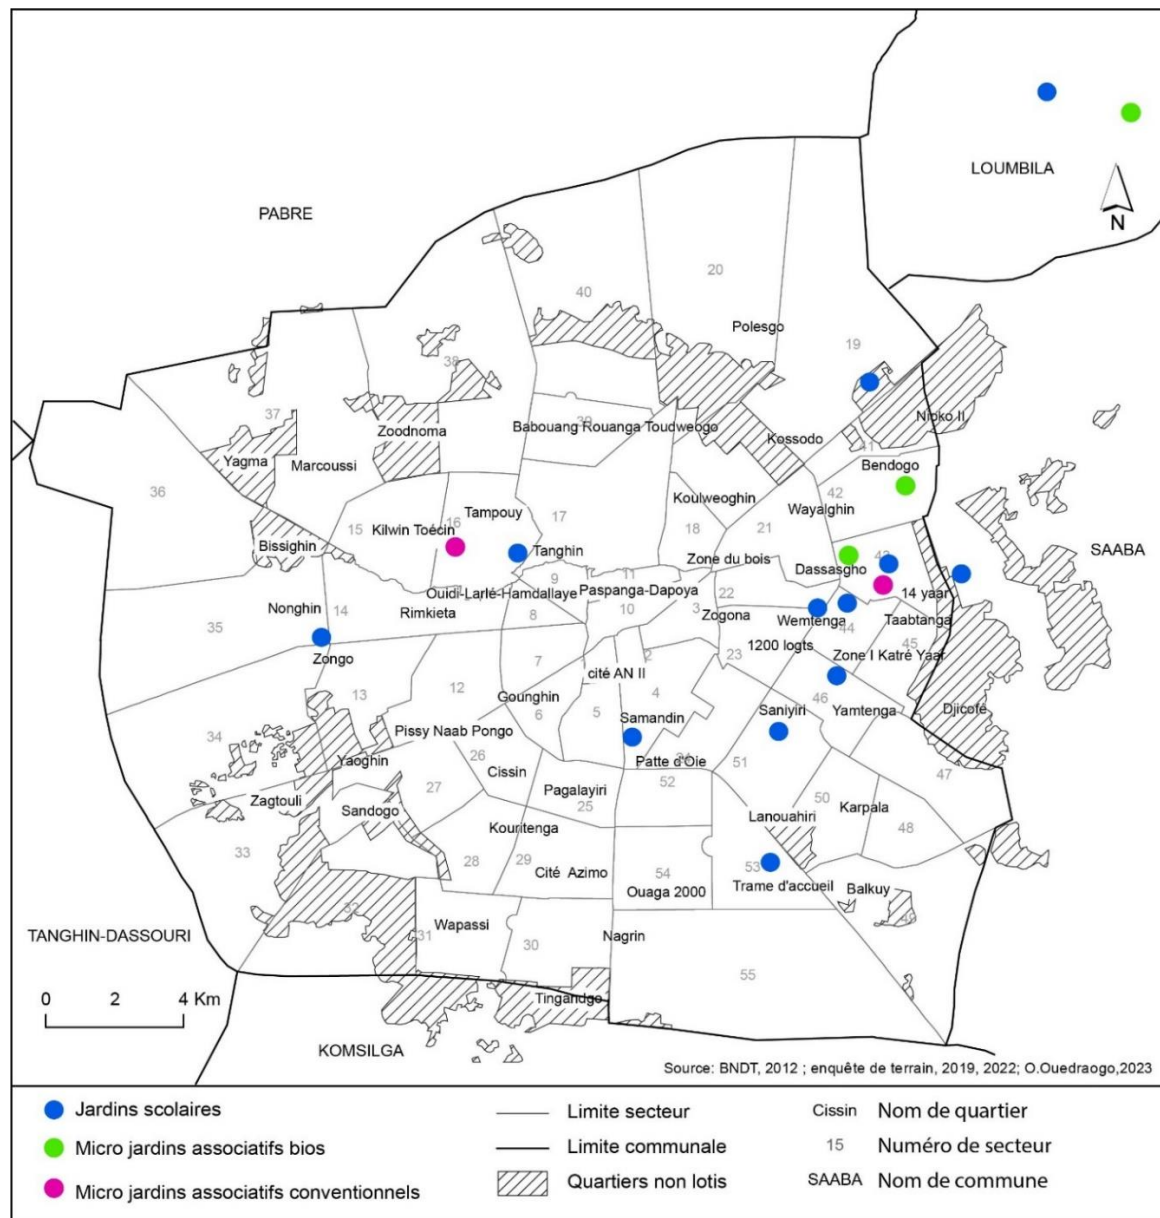 LOUMBILA
N
PABRE
20
40
Polesgo
19
38
37
Nioko II
Babouang Rouanga Toudweogo
Zoodnoma
Kossodo
41
Yagma
Marcoussi
Bendogo
36
42
Koulweoghin
Wayalghin
Tampouy
17
15
16
Kilwin Toécin
18
21
Bissighin
Tanghin
Zone du bois
43
SAABA
Dassasgho
9
11
Ouidi-Larlé-Hamdallaye
Paspanga-Dapoya
22
14 yaar
Nonghin
14
Rimkieta
8
10
3
Zogona
Wemtenga
Taabtanga
35
44
1200 logts
45
Zongo
7
2
23
Zone I Katré Yaar
cité AN II
13
12
Gounghin
4
46
6
5
Samandin
Saniyiri
Yamtenga
Djicofé
34
Pissy Naab Pongo
26
Patte d'Oie
51
47
Yaoghin
Cissin
52
27
Pagalayiri
Zagtouli
25
50
Sandogo
Lanouahiri
Karpala
Kouritenga
48
33
28
29
Cité Azimo
54
53
Ouaga 2000
Trame d'accueil
Balkuy
32
49
Wapassi
TANGHIN-DASSOURI
31
30
Nagrin
55
0 2 4 Km
Tingandgo
KOMSILGA
Source: BNDT, 2012 ; enquête de terrain, 2019, 2022; O.Ouedraogo,2023
Jardins scolaires
Limite secteur
Cissin Nom de quartier
Micro jardins associatifs bios
Limite communale
15 Numéro de secteur
Micro jardins associatifs conventionnels
Quartiers non lotis
SAABA Nom de commune